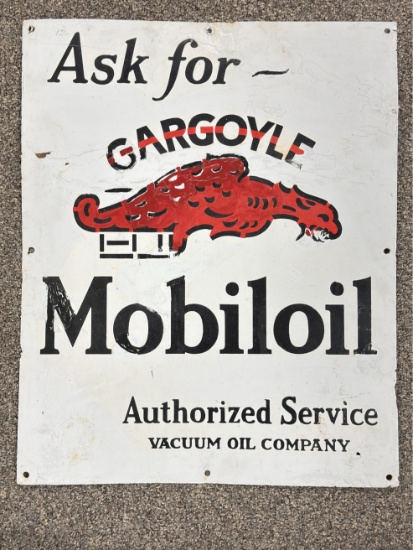 Ask for ~
GARGOYLE
Mobiloil
Authorized Service
VACUUM OIL COMPANY